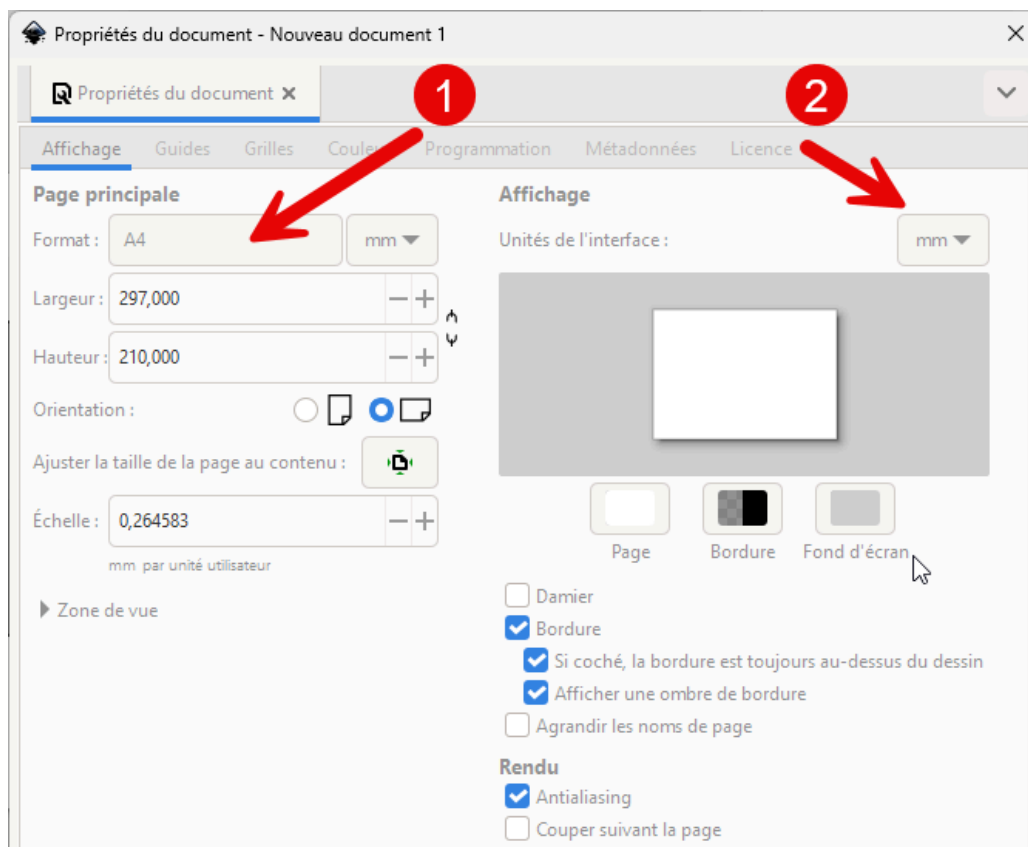 Propriétés du document - Nouveau document 1
Propriétés du document
1
2
Affichage Guides Grilles Programmation Métadonnées Licence
Page principale
Format : A4 mm
Largeur : 297,000
Hauteur : 210,000
Orientation :
Ajuster la taille de la page au contenu :
Échelle : 0,264583
mm par unité utilisateur
Zone de vue
Affichage
Unités de l'interface : mm
Page Bordure Fond d'écran
Damier
Bordure
Si coché, la bordure est toujours au-dessus du dessin
Afficher une ombre de bordure
Agrandir les noms de page
Rendu
Antialiasing
Couper suivant la page